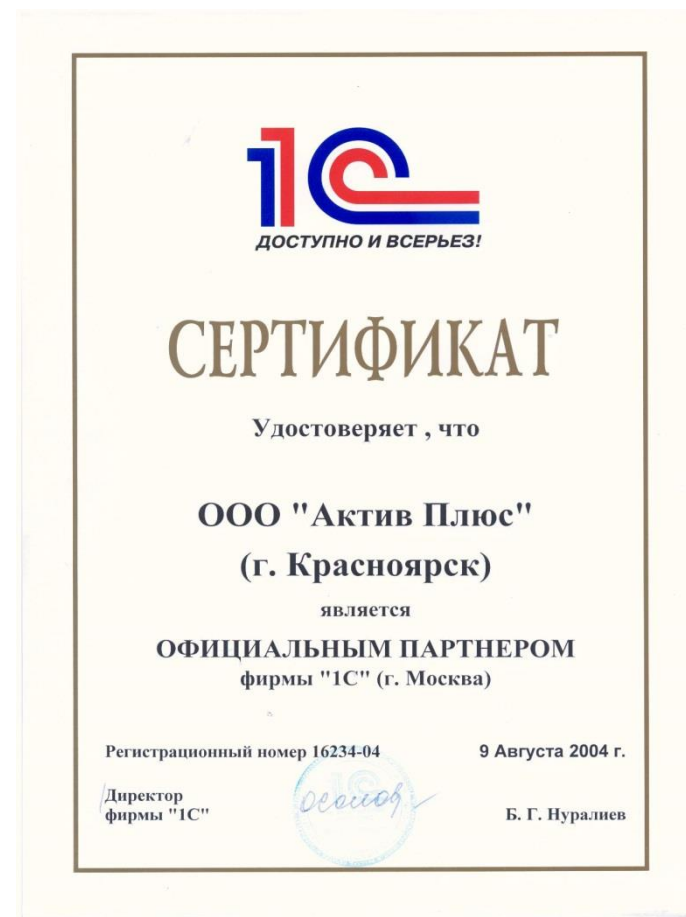 1С
ДОСТУПНО И ВСЕРЬЕЗ!
СЕРТИФИКАТ
Удостоверяет , что
ООО "Актив Плюс"
(г. Красноярск)
является
ОФИЦИАЛЬНЫМ ПАРТНЕРОМ
фирмы "1С" (г. Москва)
Регистрационный номер 16234-04 9 Августа 2004 г.
Директор
фирмы "1С" Б. Г. Нуралиев